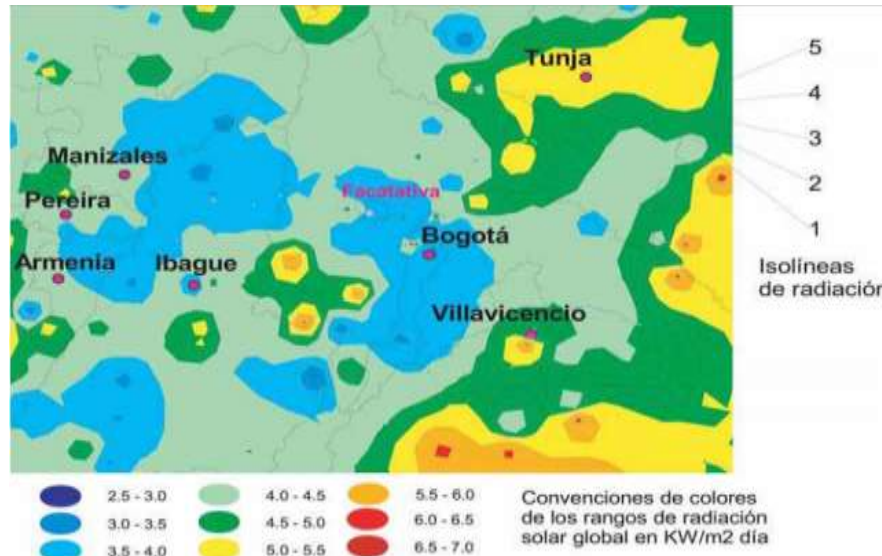 Tunja
Manizales
Facatativa
Pereira
Bogotá
Armenia
Ibague
Villavicencio
5
4
3
2
1
Isolíneas
de radiación
2.5 - 3.0
4.0 - 4.5
5.5 - 6.0
3.0 - 3.5
4.5 - 5.0
6.0 - 6.5
3.5 - 4.0
5.0 - 5.5
6.5 - 7.0
Convenciones de colores
de los rangos de radiación
solar global en KW/m2 día